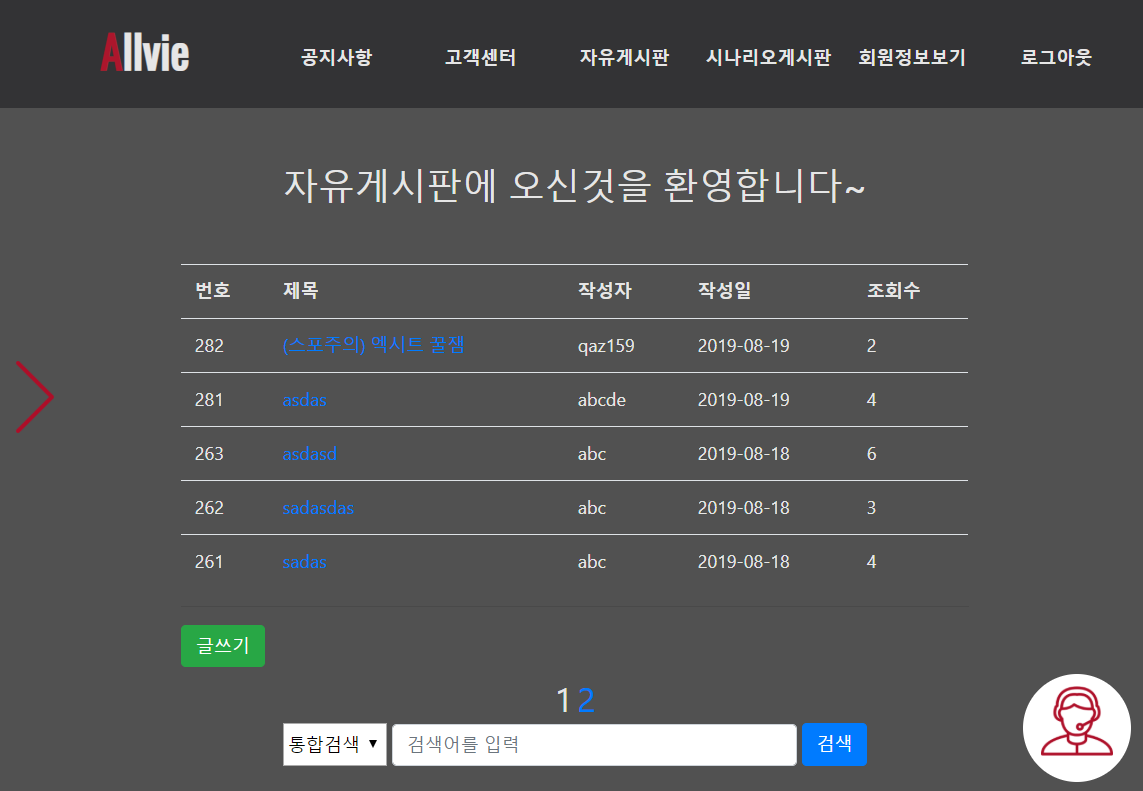 Allvie 공지사항 고객센터 자유게시판 시나리오게시판 회원정보보기 로그아웃
자유게시판에 오신것을 환영합니다~
번호 제목 작성자 작성일 조회수
282 (스포주의) 엑시트 꿀잼 qaz159 2019-08-19 2
281 asdas abcde 2019-08-19 4
263 asdasd abc 2019-08-18 6
262 sadasdas abc 2019-08-18 3
261 sadas abc 2019-08-18 4
글쓰기
1 2
통합검색 ▼ 검색어를 입력 검색